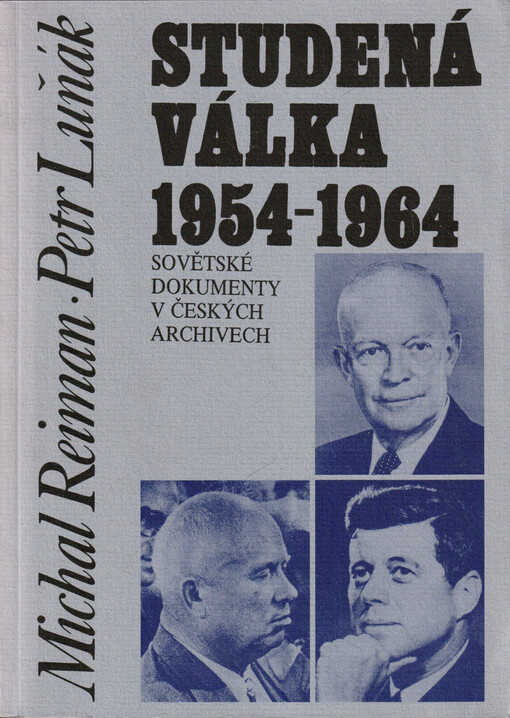 Michal Reiman · Petr Luňák
STUDENÁ
VÁLKA
1954-1964
SOVĚTSKÉ
DOKUMENTY
V ČESKÝCH
ARCHIVECH